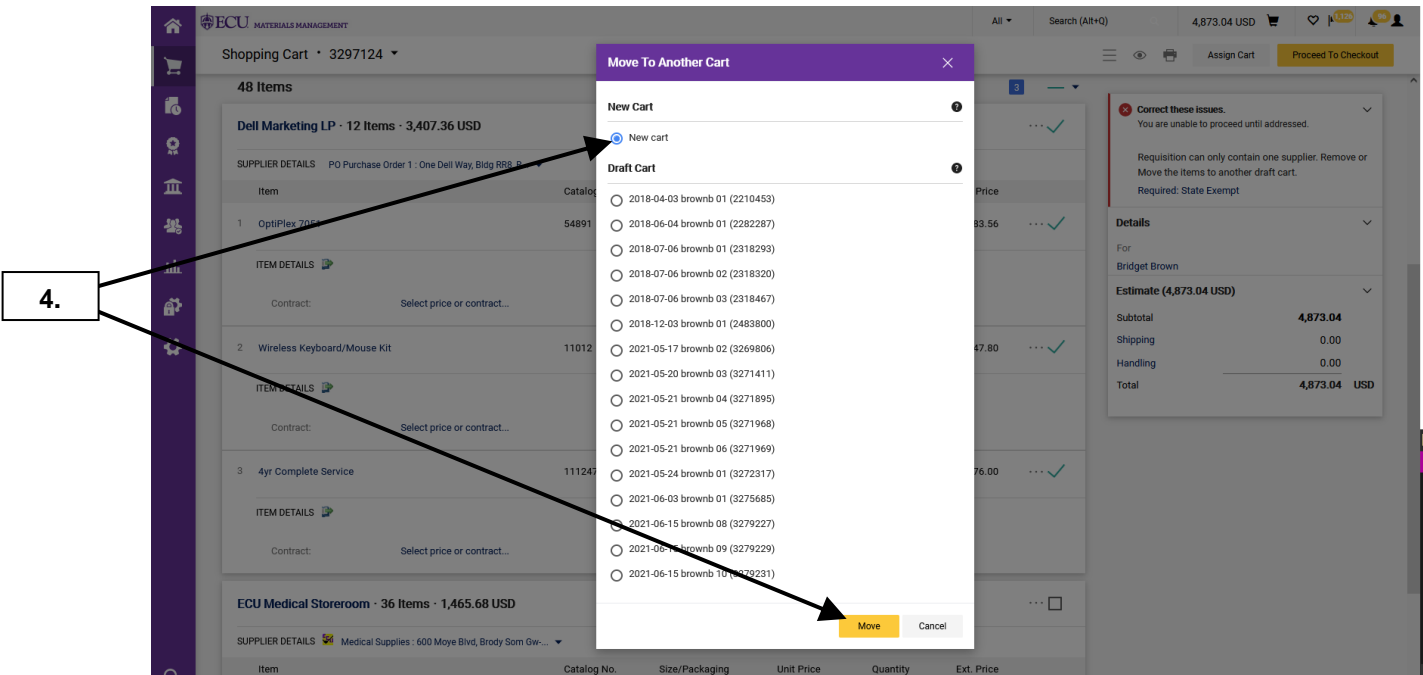 ECU MATERIALS MANAGEMENT
All Search (Alt+Q) 4,873.04 USD
Shopping Cart • 3297124 Assign Cart Proceed To Checkout
48 Items 3
Dell Marketing LP · 12 Items · 3,407.36 USD
SUPPLIER DETAILS PO Purchase Order 1 : One Dell Way, Bldg RR8,
Item Catalog Price
1 OptiPlex 54891 83.56
ITEM DETAILS
Contract: Select price or contract...
2 Wireless Keyboard/Mouse Kit 11012 47.80
ITEM DETAILS
Contract: Select price or contract...
3 4yr Complete Service 111247 76.00
ITEM DETAILS
Contract: Select price or contract...
ECU Medical Storeroom · 36 Items · 1,465.68 USD
SUPPLIER DETAILS Medical Supplies : 600 Moye Blvd, Brody Som Gw-...
Item Catalog No. Size/Packaging Unit Price Quantity Ext. Price
Move To Another Cart
New Cart
New cart
Draft Cart
2018-04-03 brownb 01 (2210453)
2018-06-04 brownb 01 (2282287)
2018-07-06 brownb 01 (2318293)
2018-07-06 brownb 02 (2318320)
2018-07-06 brownb 03 (2318467)
2018-12-03 brownb 01 (2483800)
2021-05-17 brownb 02 (3269806)
2021-05-20 brownb 03 (3271411)
2021-05-21 brownb 04 (3271895)
2021-05-21 brownb 05 (3271968)
2021-05-21 brownb 06 (3271969)
2021-05-24 brownb 01 (3272317)
2021-06-03 brownb 01 (3275685)
2021-06-15 brownb 08 (3279227)
2021-06-15 brownb 09 (3279229)
2021-06-15 brownb 10 (3279231)
Move Cancel
Correct these issues.
You are unable to proceed until addressed.
Requisition can only contain one supplier. Remove or
Move the items to another draft cart.
Required: State Exempt
Details
For
Bridget Brown
Estimate (4,873.04 USD)
Subtotal 4,873.04
Shipping 0.00
Handling 0.00
Total 4,873.04 USD
4.